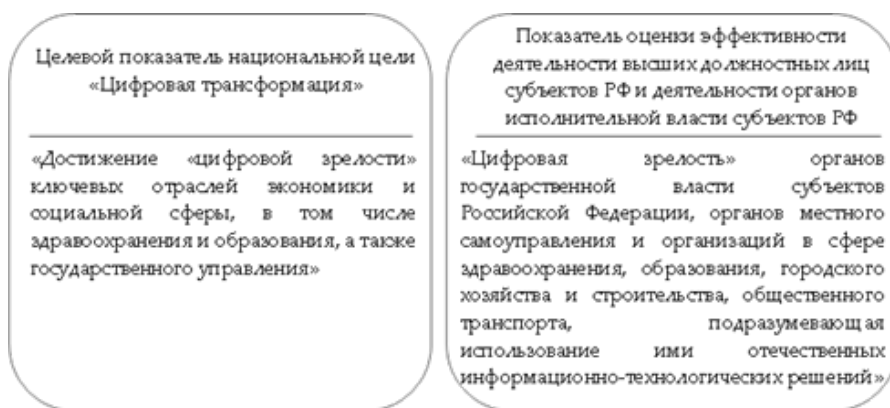 Целевой показатель национальной цели
«Цифровая трансформация»
«Достижение «цифровой зрелости»
ключевых отраслей экономики и
социальной сферы, в том числе
здравоохранения и образования, а также
государственного управления»
Показатель оценки эффективности
деятельности высших должностных лиц
субъектов РФ и деятельности органов
исполнительной власти субъектов РФ
«Цифровая зрелость» органов
государственной власти субъектов
Российской Федерации, органов местного
самоуправления и организаций в сфере
здравоохранения, образования, городского
хозяйства и строительства, общественного
транспорта, подразумевающая
использование ими отечественных
информационно-технологических решений»